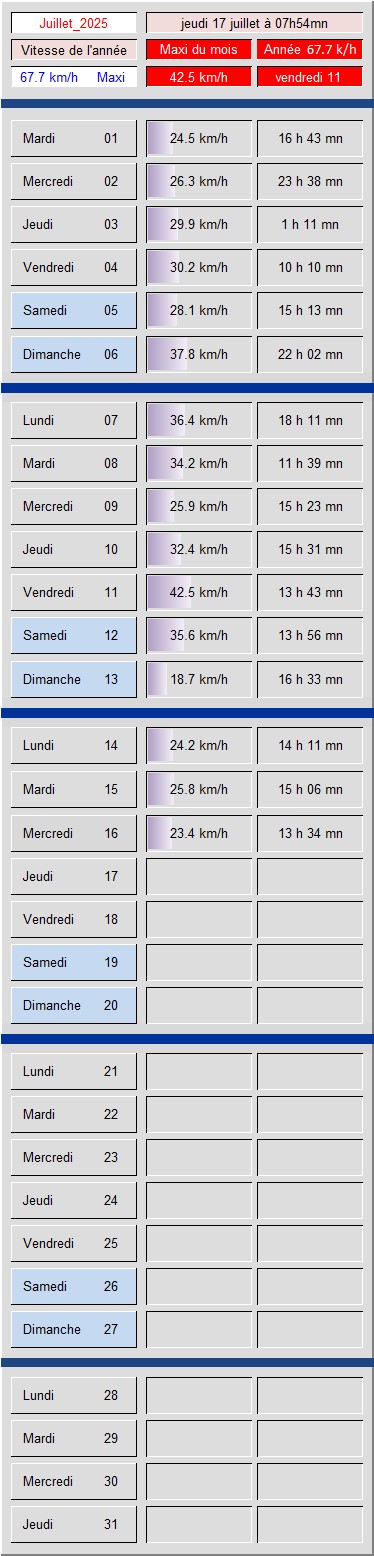 Juillet_2025 jeudi 17 juillet à 07h54mn
Vitesse de l'année Maxi du mois Année 67.7 k/h
67.7 km/h Maxi 42.5 km/h vendredi 11
Mardi 01 24.5 km/h 16 h 43 mn
Mercredi 02 26.3 km/h 23 h 38 mn
Jeudi 03 29.9 km/h 1 h 11 mn
Vendredi 04 30.2 km/h 10 h 10 mn
Samedi 05 28.1 km/h 15 h 13 mn
Dimanche 06 37.8 km/h 22 h 02 mn
Lundi 07 36.4 km/h 18 h 11 mn
Mardi 08 34.2 km/h 11 h 39 mn
Mercredi 09 25.9 km/h 15 h 23 mn
Jeudi 10 32.4 km/h 15 h 31 mn
Vendredi 11 42.5 km/h 13 h 43 mn
Samedi 12 35.6 km/h 13 h 56 mn
Dimanche 13 18.7 km/h 16 h 33 mn
Lundi 14 24.2 km/h 14 h 11 mn
Mardi 15 25.8 km/h 15 h 06 mn
Mercredi 16 23.4 km/h 13 h 34 mn
Jeudi 17
Vendredi 18
Samedi 19
Dimanche 20
Lundi 21
Mardi 22
Mercredi 23
Jeudi 24
Vendredi 25
Samedi 26
Dimanche 27
Lundi 28
Mardi 29
Mercredi 30
Jeudi 31